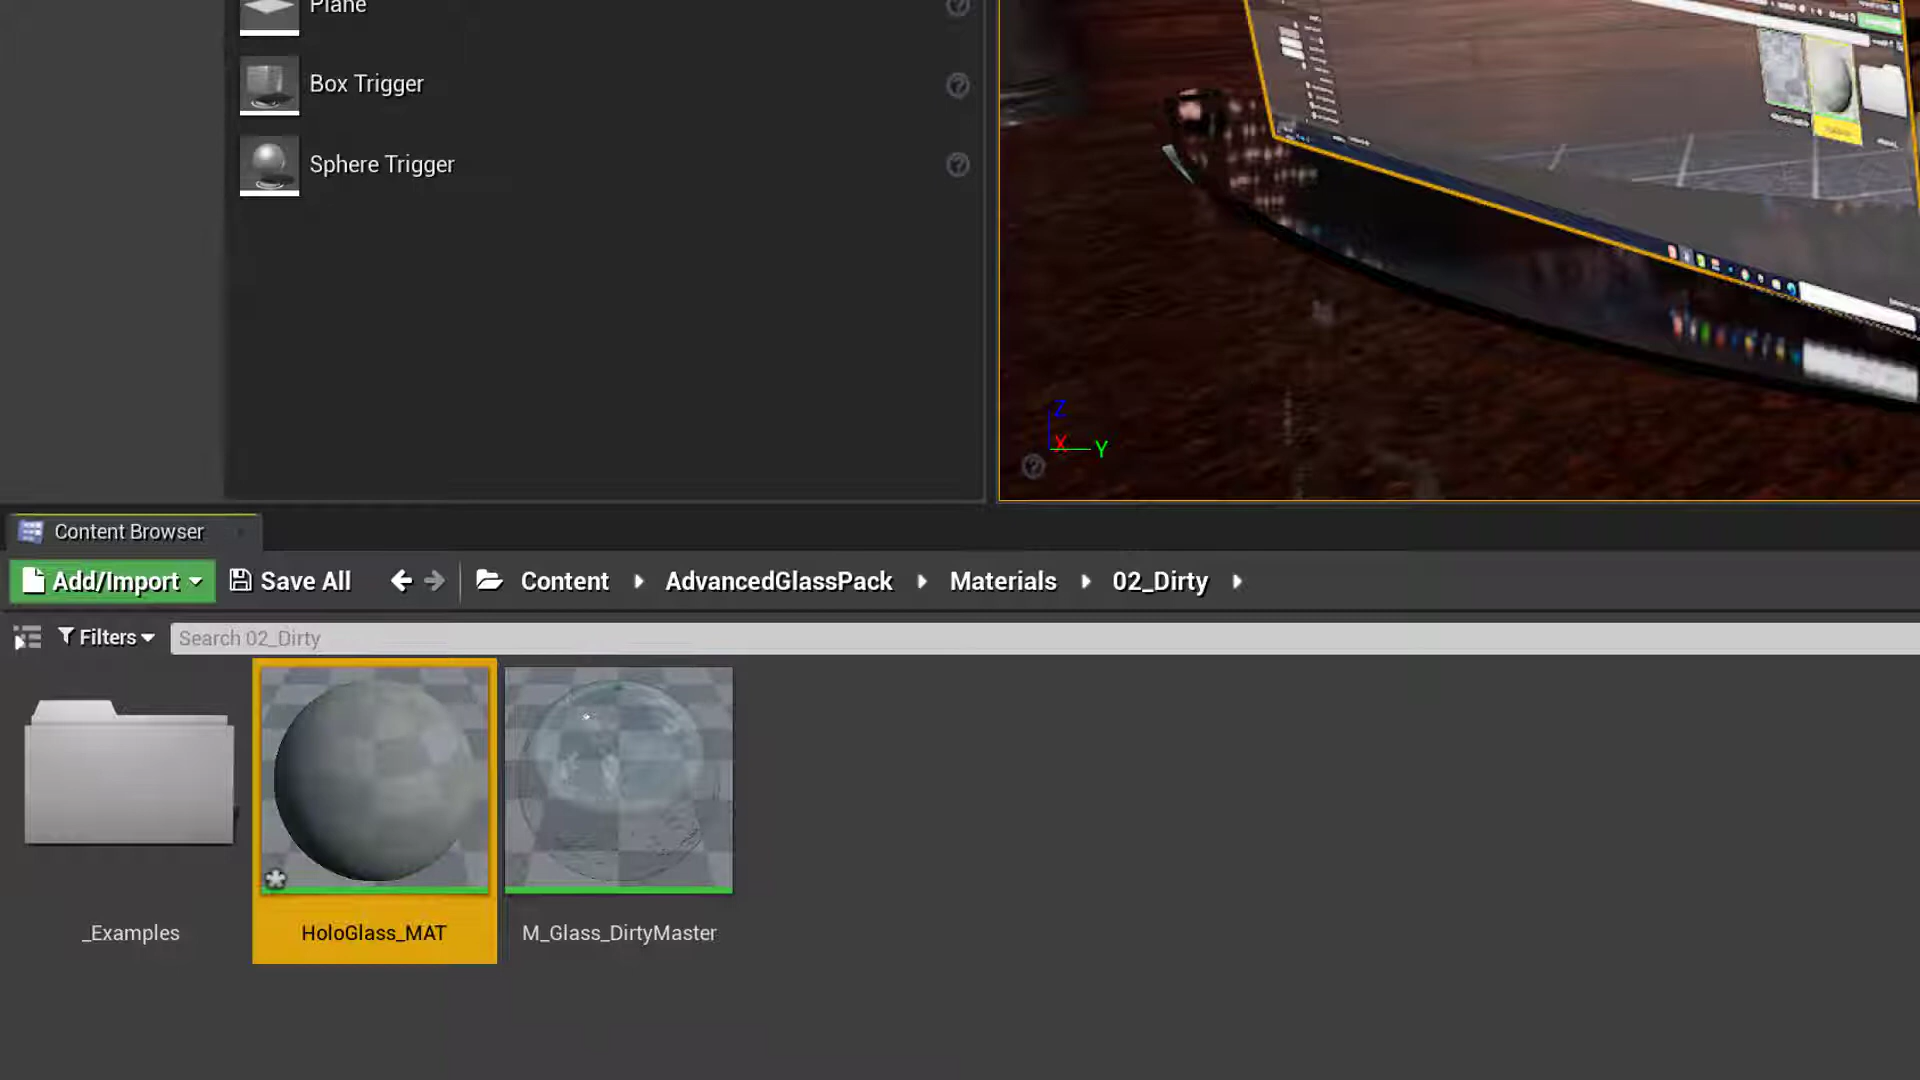 Plane
Box Trigger
Sphere Trigger
Z
X
Y
Content Browser
Add/Import
Save All
Content
AdvancedGlassPack
Materials
02_Dirty
Filters
Search 02_Dirty
_Examples
HoloGlass_MAT
M_Glass_DirtyMaster